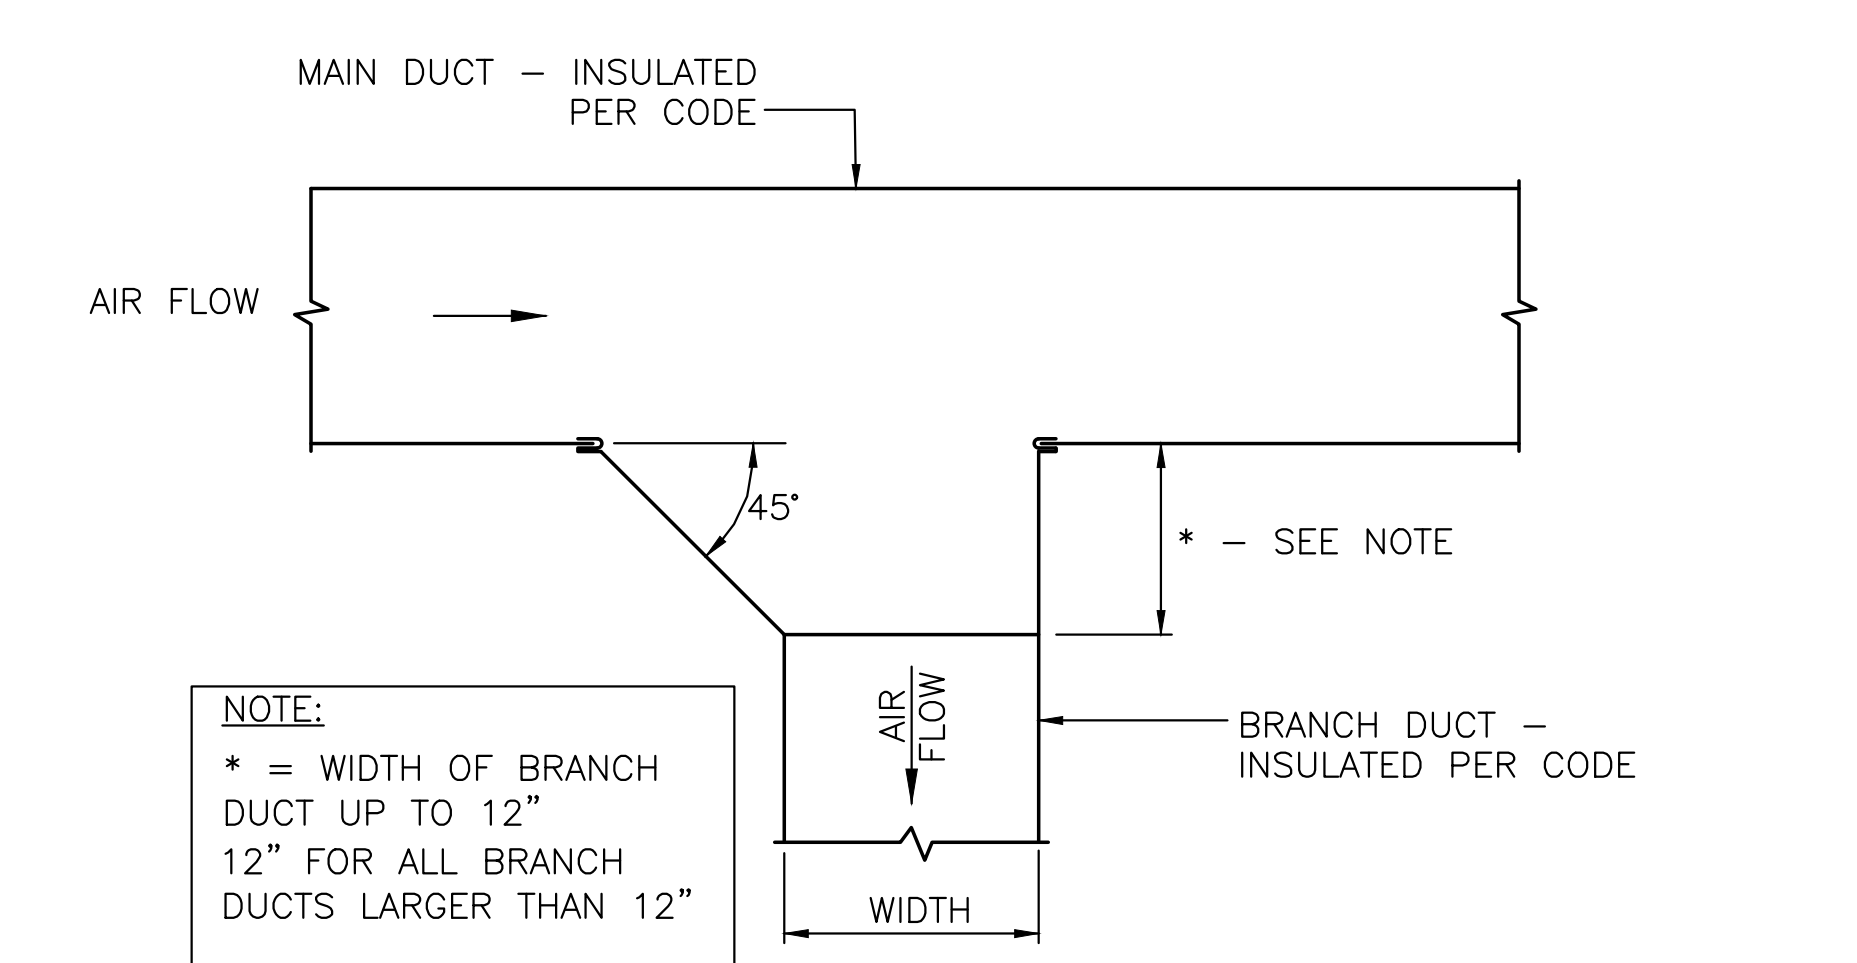 MAIN DUCT – INSULATED
PER CODE
AIR FLOW
45°
* – SEE NOTE
AIR
FLOW
BRANCH DUCT –
INSULATED PER CODE
NOTE:
* = WIDTH OF BRANCH
DUCT UP TO 12”
12” FOR ALL BRANCH
DUCTS LARGER THAN 12”
WIDTH